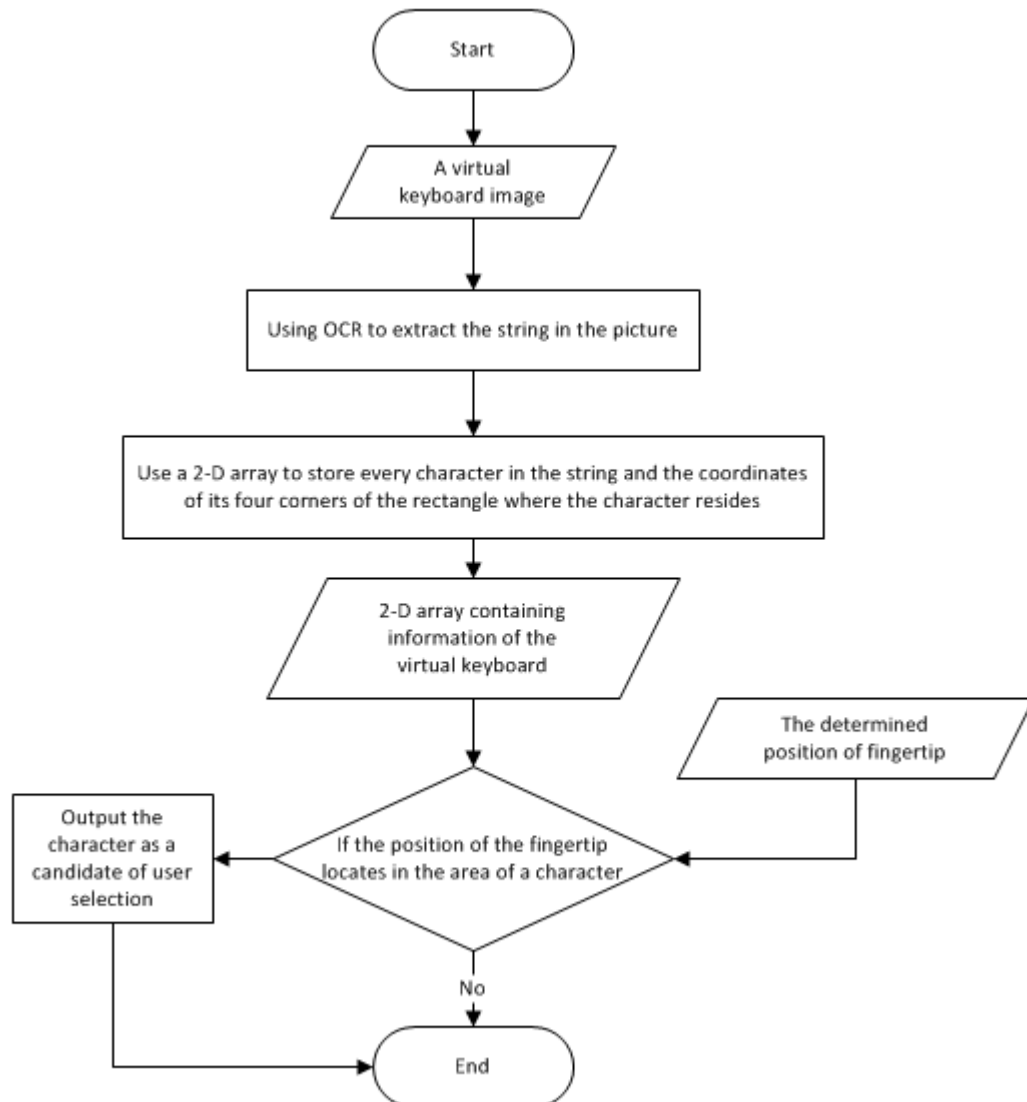 Start
A virtual
keyboard image
Using OCR to extract the string in the picture
Use a 2-D array to store every character in the string and the coordinates
of its four corners of the rectangle where the character resides
2-D array containing
information of the
virtual keyboard
The determined
position of fingertip
If the position of the fingertip
locates in the area of a character
Output the
character as a
candidate of user
selection
No
End